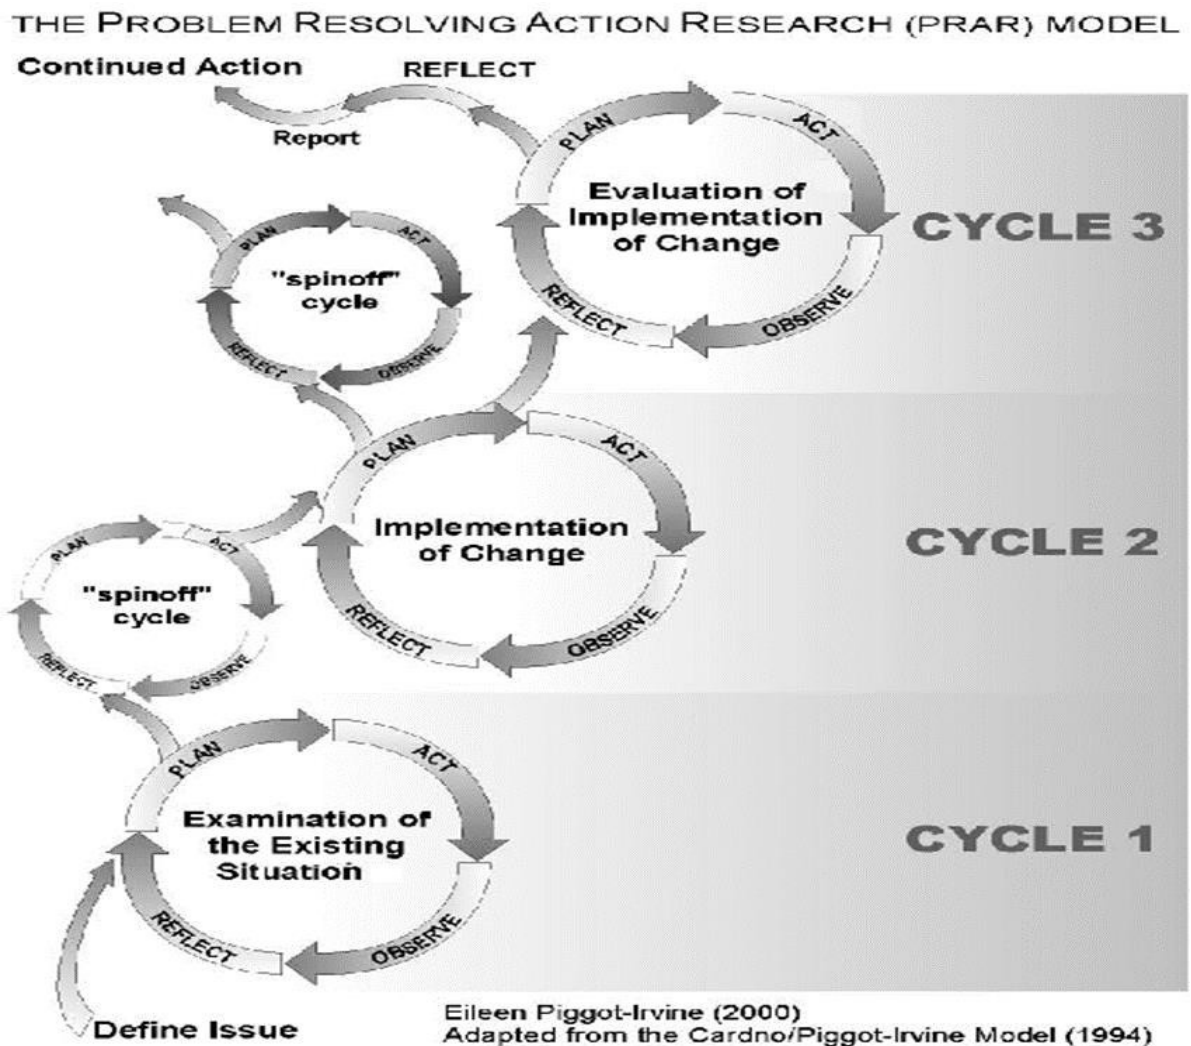 THE PROBLEM RESOLVING ACTION RESEARCH (PRAR) MODEL
Continued Action
REFLECT
Report
PLAN
ACT
Evaluation of
Implementation
of Change
OBSERVE
REFLECT
CYCLE 3
PLAN
ACT
"spinoff"
cycle
OBSERVE
REFLECT
PLAN
ACT
Implementation
of Change
OBSERVE
REFLECT
CYCLE 2
PLAN
ACT
"spinoff"
cycle
OBSERVE
REFLECT
PLAN
ACT
Examination of
the Existing
Situation
OBSERVE
REFLECT
CYCLE 1
Define Issue
Eileen Piggot-Irvine (2000)
Adapted from the Cardno/Piggot-Irvine Model (1994)